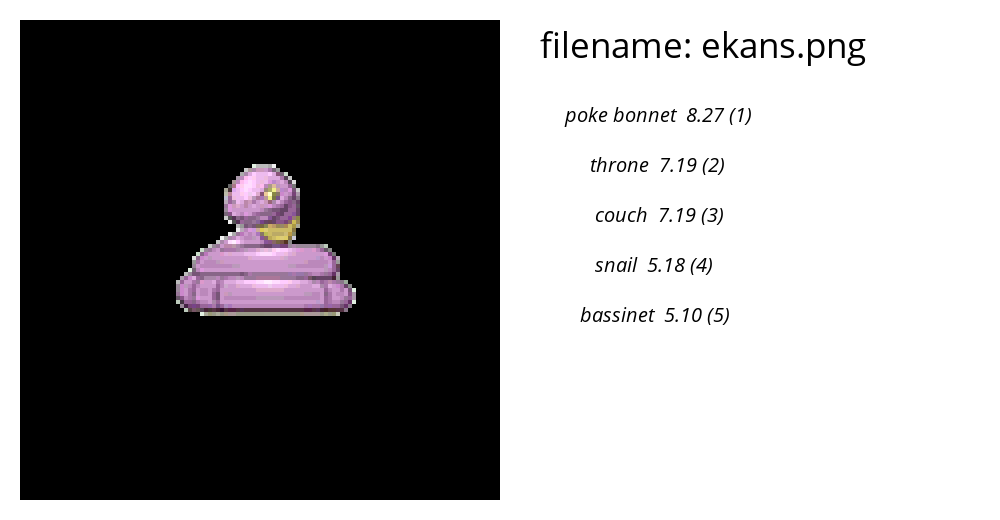 filename: ekans.png
poke bonnet 8.27 (1)
throne 7.19 (2)
couch 7.19 (3)
snail 5.18 (4)
bassinet 5.10 (5)